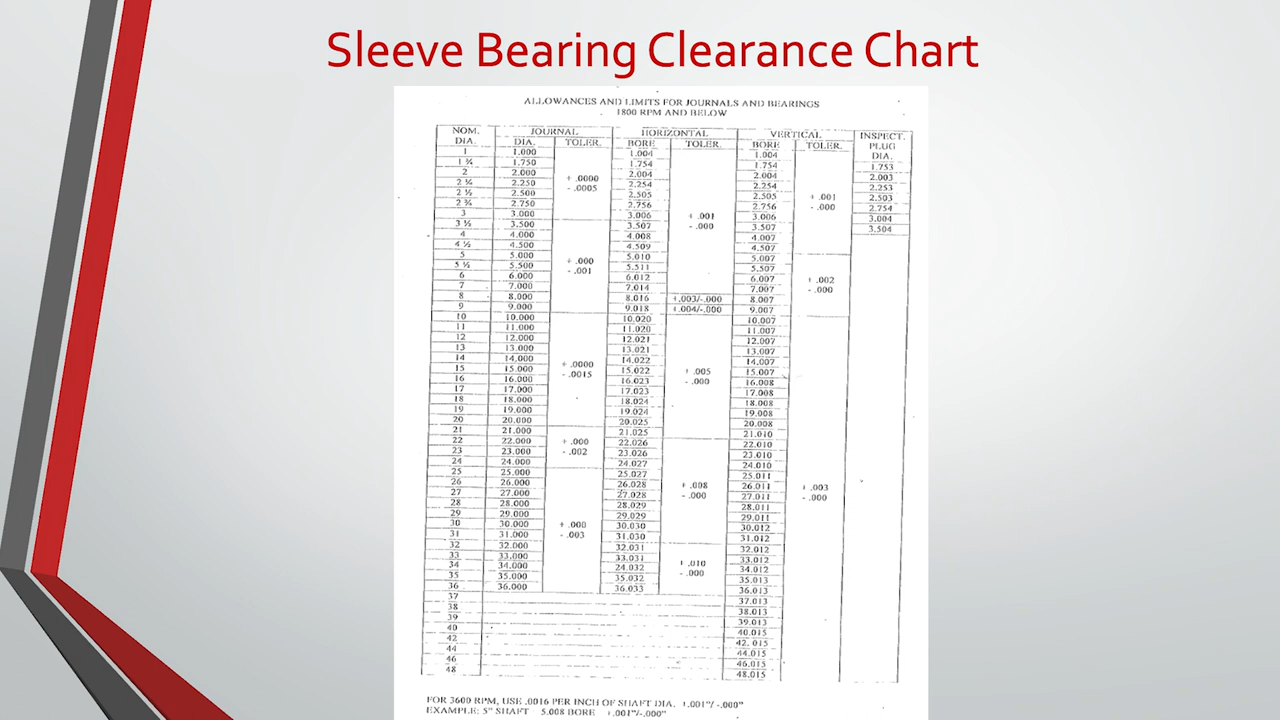 Sleeve Bearing Clearance Chart
ALLOWANCES AND LIMITS FOR JOURNALS AND BEARINGS
1800 RPM AND BELOW
NOM. DIA. JOURNAL HORIZONTAL VERTICAL INSPECT. PLUG DIA.
DIA. TOLER. BORE TOLER. BORE TOLER.
1 1.000 1.004 1.004
1 ¾ 1.750 1.754 1.754 1.753
2 2.000 + .0000 2.004 2.004 2.003
2 ¼ 2.250 - .0005 2.254 2.254 2.253
2 ½ 2.500 2.505 2.505 + .001 2.503
2 ¾ 2.750 2.756 2.756 - .000 2.754
3 3.000 3.006 + .001 3.006 3.004
3 ½ 3.500 3.507 - .000 3.507 3.504
4 4.000 4.008 4.007
4 ½ 4.500 4.509 4.507
5 5.000 + .000 5.010 5.007
5 ½ 5.500 - .001 5.511 5.507
6 6.000 6.012 6.007 + .002
7 7.000 7.014 7.007 - .000
8 8.000 8.016 +.003/-.000 8.007
9 9.000 9.018 +.004/-.000 9.007
10 10.000 10.020 10.007
11 11.000 11.020 11.007
12 12.000 12.021 12.007
13 13.000 13.021 13.007
14 14.000 + .0000 14.022 14.007
15 15.000 - .0015 15.022 + .005 15.007
16 16.000 16.023 - .000 16.008
17 17.000 17.023 17.008
18 18.000 18.024 18.008
19 19.000 19.024 19.008
20 20.000 20.025 20.008
21 21.000 21.025 21.010
22 22.000 + .000 22.026 22.010
23 23.000 - .002 23.026 23.010
24 24.000 24.027 24.010
25 25.000 25.027 25.011
26 26.000 26.028 + .008 26.011 + .003
27 27.000 27.028 - .000 27.011 - .000
28 28.000 28.029 28.011
29 29.000 29.029 29.011
30 30.000 + .000 30.030 30.012
31 31.000 - .003 31.030 31.012
32 32.000 32.031 32.012
33 33.000 33.031 33.012
34 34.000 24.032 + .010 34.012
35 35.000 35.032 - .000 35.013
36 36.000 36.033 36.013
37 37.013
38 38.013
39 39.013
40 40.015
42 42.015
44 44.015
46 46.015
48 48.015
FOR 3600 RPM, USE .0016 PER INCH OF SHAFT DIA. +.001"/ -.000"
EXAMPLE: 5" SHAFT 5.008 BORE +.001"/-.000"